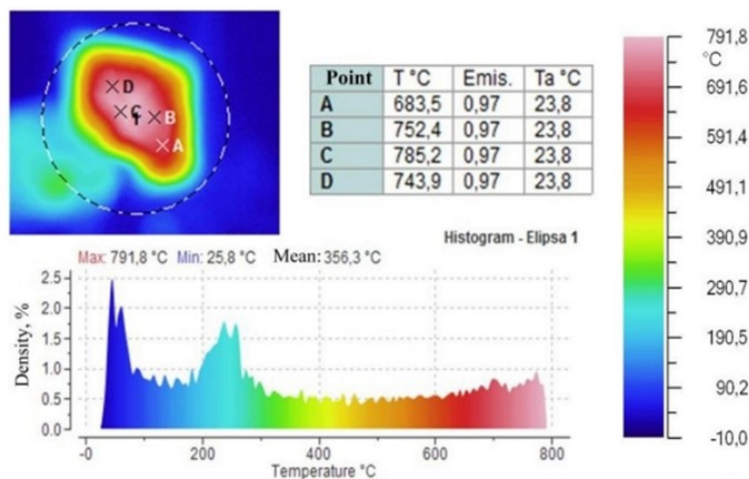 D
C
1
B
A
Point T °C Emis. Ta °C
A 683,5 0,97 23,8
B 752,4 0,97 23,8
C 785,2 0,97 23,8
D 743,9 0,97 23,8
791,8
°C
691,6
591,4
491,1
390,9
290,7
190,5
90,2
-10,0
Histogram - Elipsa 1
Max: 791,8 °C Min: 25,8 °C Mean: 356,3 °C
Density, %
2.5
2.0
1.5
1.0
0.5
0.0
-0 200 400 600 800
Temperature °C